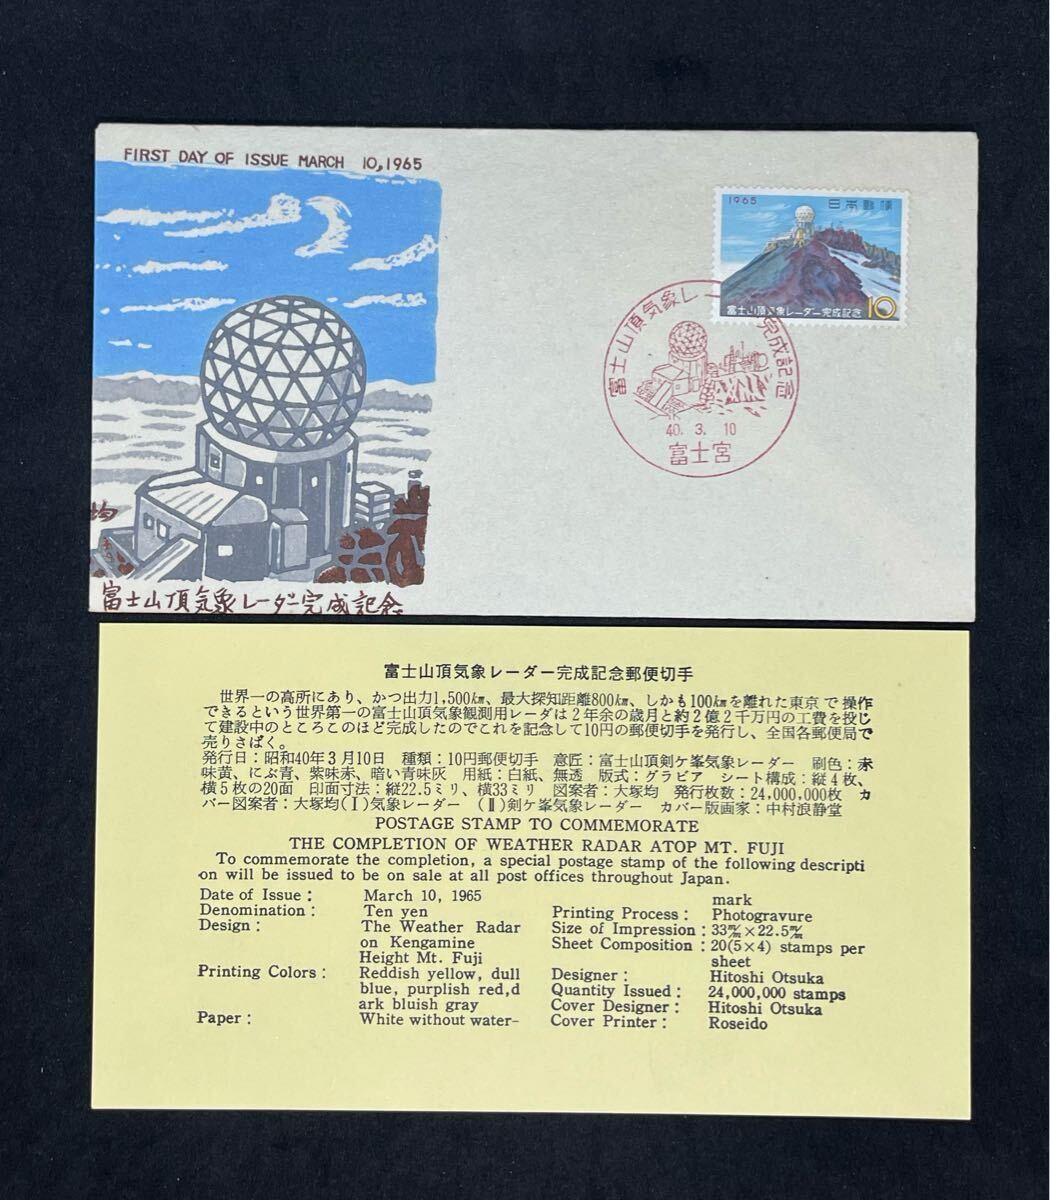 FIRST DAY OF ISSUE MARCH 10,1965
1965 日本郵便
富士山頂気象レーダー完成記念 10
富士山頂気象レーダー完成記念
40. 3. 10
富士宮
均
富士山頂気象レーダー完成記念
富士山頂気象レーダー完成記念郵便切手
世界一の高所にあり、かつ出力1,500㎞、最大探知距離800㎞、しかも100㎞を離れた東京で操作
できるという世界第一の富士山頂気象観測用レーダは2年余の歳月と約2億2千万円の工費を投じ
て建設中のところこのほど完成したのでこれを記念して10円の郵便切手を発行し、全国各郵便局で
売りさばく。
発行日：昭和40年3月10日 種類：10円郵便切手 意匠：富士山頂剣ケ峯気象レーダー 刷色：赤
味黄、にぶ青、紫味赤、暗い青味灰 用紙：白紙、無透 版式：グラビア シート構成：縦4枚、
横5枚の20面 印面寸法：縦22.5ミリ、横33ミリ 図案者：大塚均 発行枚数：24,000,000枚 カ
バー図案者：大塚均(Ⅰ)気象レーダー (Ⅱ)剣ケ峯気象レーダー カバー版画家：中村浪静堂
POSTAGE STAMP TO COMMEMORATE
THE COMPLETION OF WEATHER RADAR ATOP MT. FUJI
To commemorate the completion, a special postage stamp of the following descripti
on will be issued to be on sale at all post offices throughout Japan.
Date of Issue : March 10, 1965
Denomination : Ten yen
Design : The Weather Radar
on Kengamine
Height Mt. Fuji
Printing Colors : Reddish yellow, dull
blue, purplish red,d
ark bluish gray
Paper : White without water-
mark
Printing Process : Photogravure
Size of Impression : 33㎜×22.5㎜
Sheet Composition : 20(5×4) stamps per
sheet
Designer : Hitoshi Otsuka
Quantity Issued : 24,000,000 stamps
Cover Designer : Hitoshi Otsuka
Cover Printer : Roseido